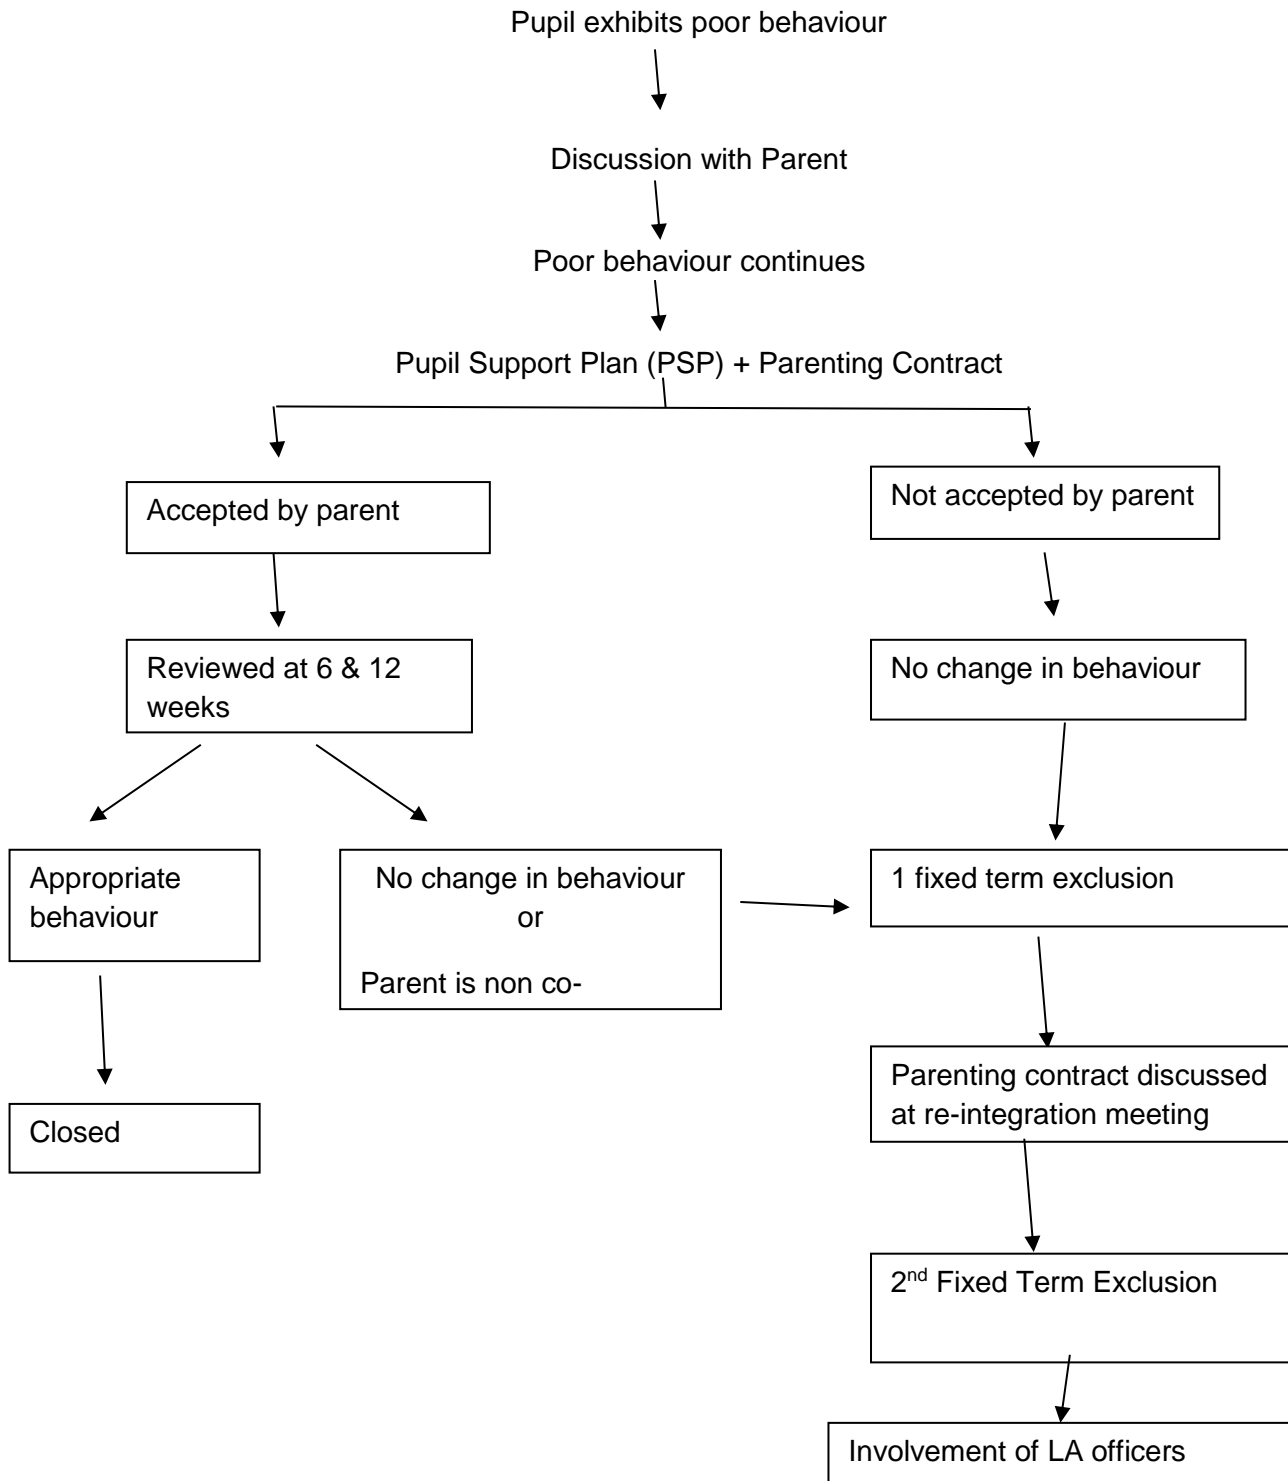 Pupil exhibits poor behaviour
Discussion with Parent
Poor behaviour continues
Pupil Support Plan (PSP) + Parenting Contract
Accepted by parent
Not accepted by parent
Reviewed at 6 & 12
weeks
No change in behaviour
Appropriate
behaviour
No change in behaviour
or
Parent is non co-
1 fixed term exclusion
Parenting contract discussed
at re-integration meeting
Closed
2nd Fixed Term Exclusion
Involvement of LA officers